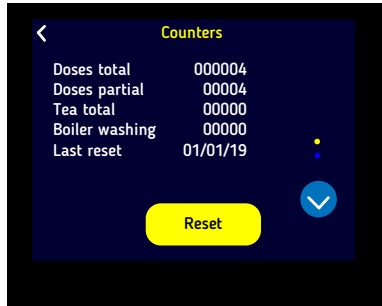 Counters
Doses total 000004
Doses partial 00004
Tea total 00000
Boiler washing 00000
Last reset 01/01/19
Reset